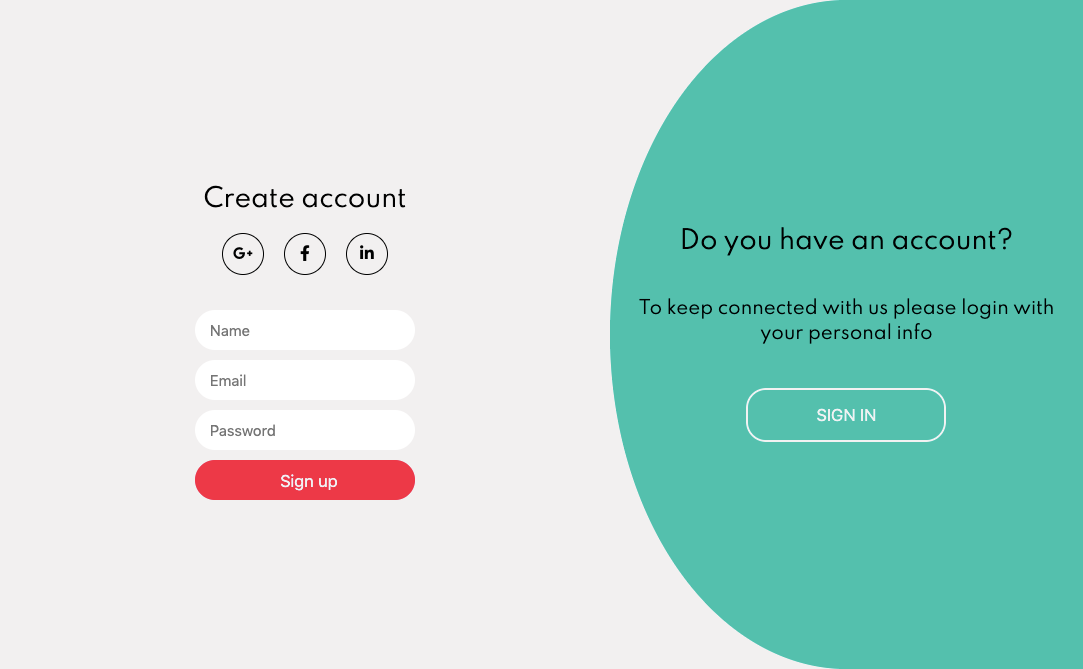 Create account
G+ f in
Name
Email
Password
Sign up
Do you have an account?
To keep connected with us please login with
your personal info
SIGN IN